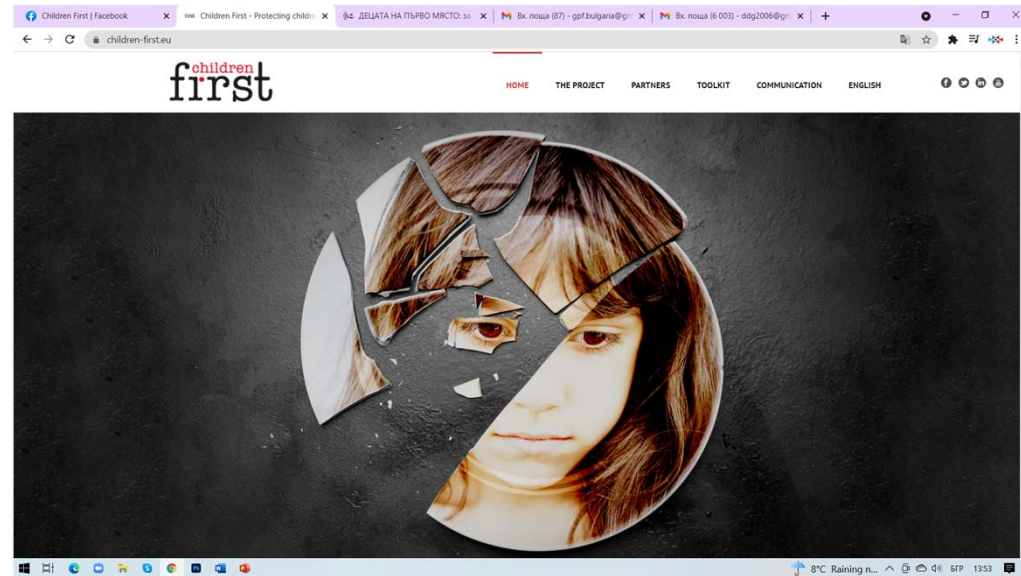 Children First | Facebook
Children First - Protecting childre
ДЕЦАТА НА ПЪРВО МЯСТО: за
Вх. поща (87) - gpf.bulgaria@gm
Вх. поща (6 003) - ddg2006@gm
children-first.eu
children
first
HOME
THE PROJECT
PARTNERS
TOOLKIT
COMMUNICATION
ENGLISH
8°C Raining n...
БГР
13:53